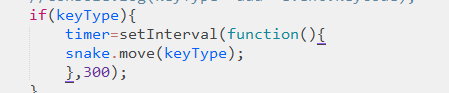 if(keyType){
timer=setInterval(function(){
snake.move(keyType);
},300);
}